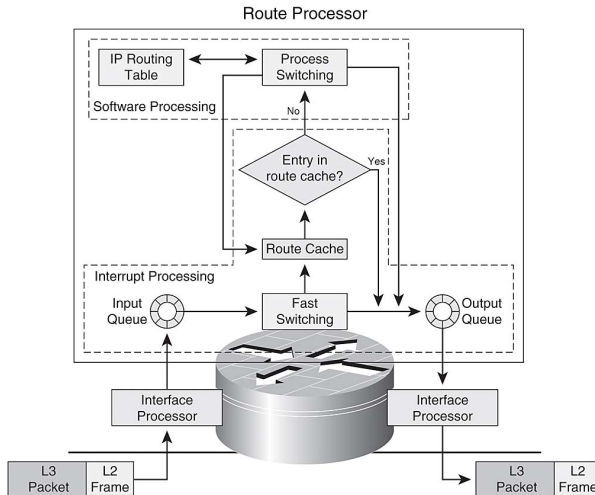 Route Processor
IP Routing
Table
Process
Switching
Software Processing
No
Entry in
route cache?
Yes
Route Cache
Interrupt Processing
Input
Queue
Fast
Switching
Output
Queue
Interface
Processor
Interface
Processor
L3
Packet
L2
Frame
L3
Packet
L2
Frame